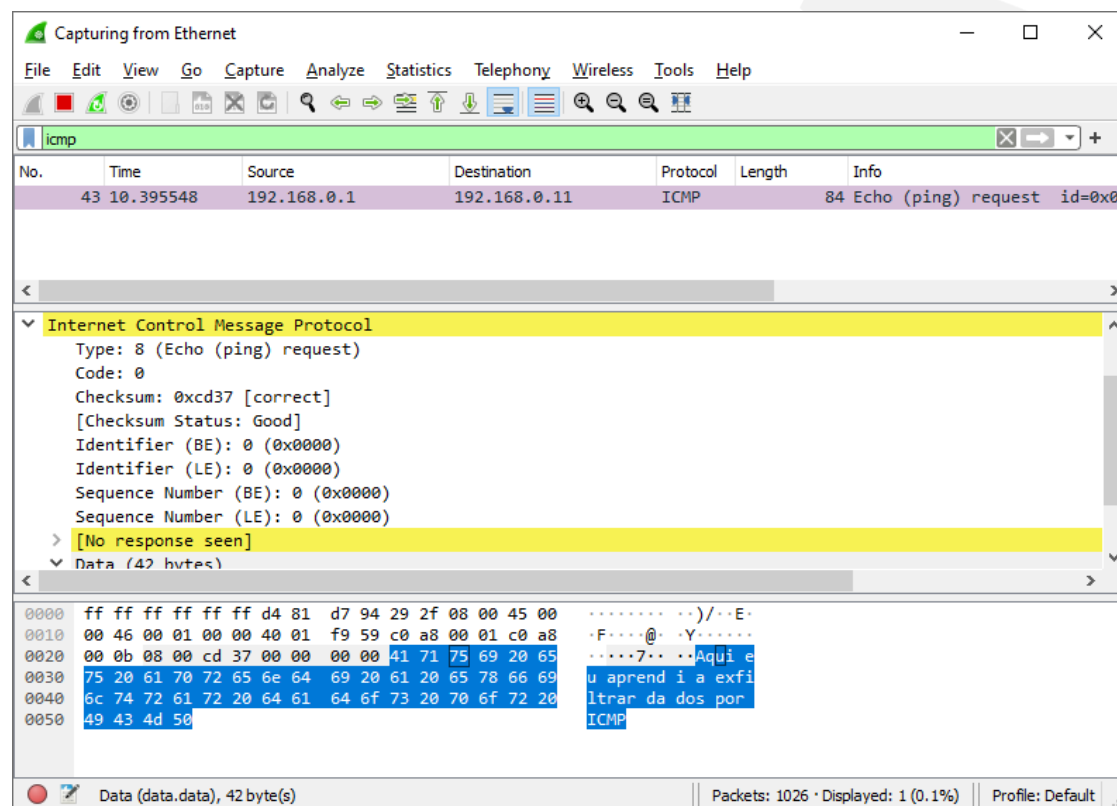 Capturing from Ethernet
File Edit View Go Capture Analyze Statistics Telephony Wireless Tools Help
icmp
No. Time Source Destination Protocol Length Info
43 10.395548 192.168.0.1 192.168.0.11 ICMP 84 Echo (ping) request id=0x0
Internet Control Message Protocol
Type: 8 (Echo (ping) request)
Code: 0
Checksum: 0xcd37 [correct]
[Checksum Status: Good]
Identifier (BE): 0 (0x0000)
Identifier (LE): 0 (0x0000)
Sequence Number (BE): 0 (0x0000)
Sequence Number (LE): 0 (0x0000)
[No response seen]
Data (42 bytes)
0000 ff ff ff ff ff ff d4 81 d7 94 29 2f 08 00 45 00 ········ ··)/··E·
0010 00 46 00 01 00 00 40 01 f9 59 c0 a8 00 01 c0 a8 ·F····@· ·Y······
0020 00 0b 08 00 cd 37 00 00 00 00 41 71 75 69 20 65 ·····7·· ··Aqui e
0030 75 20 61 70 72 65 6e 64 69 20 61 20 65 78 66 69 u aprend i a exfi
0040 6c 74 72 61 72 20 64 61 64 6f 73 20 70 6f 72 20 ltrar da dos por
0050 49 43 4d 50 ICMP
Data (data.data), 42 byte(s) Packets: 1026 · Displayed: 1 (0.1%) Profile: Default